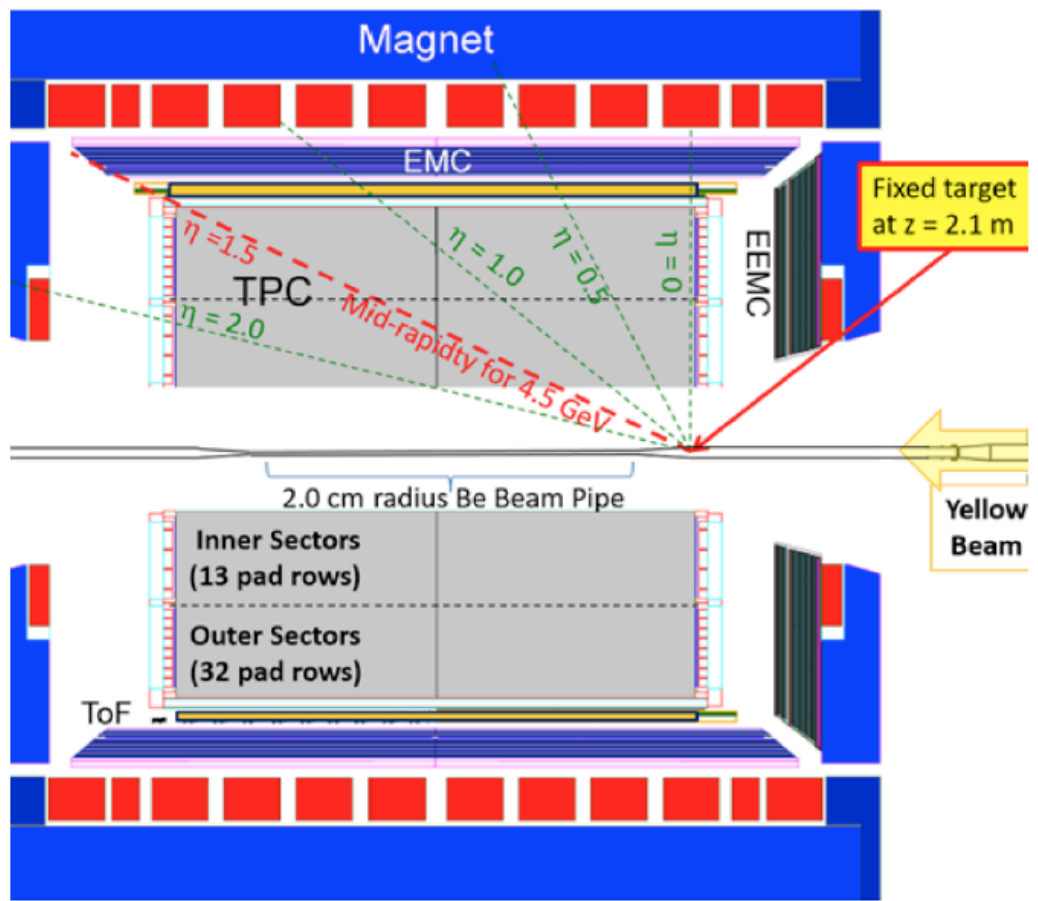 Magnet
EMC
Fixed target
at z = 2.1 m
η =1.5
η = 1.0
η = 0.5
η = 0
EEMC
TPC
η = 2.0
Mid-rapidty for 4.5 GeV
2.0 cm radius Be Beam Pipe
Yellow
Beam
Inner Sectors
(13 pad rows)
Outer Sectors
(32 pad rows)
ToF